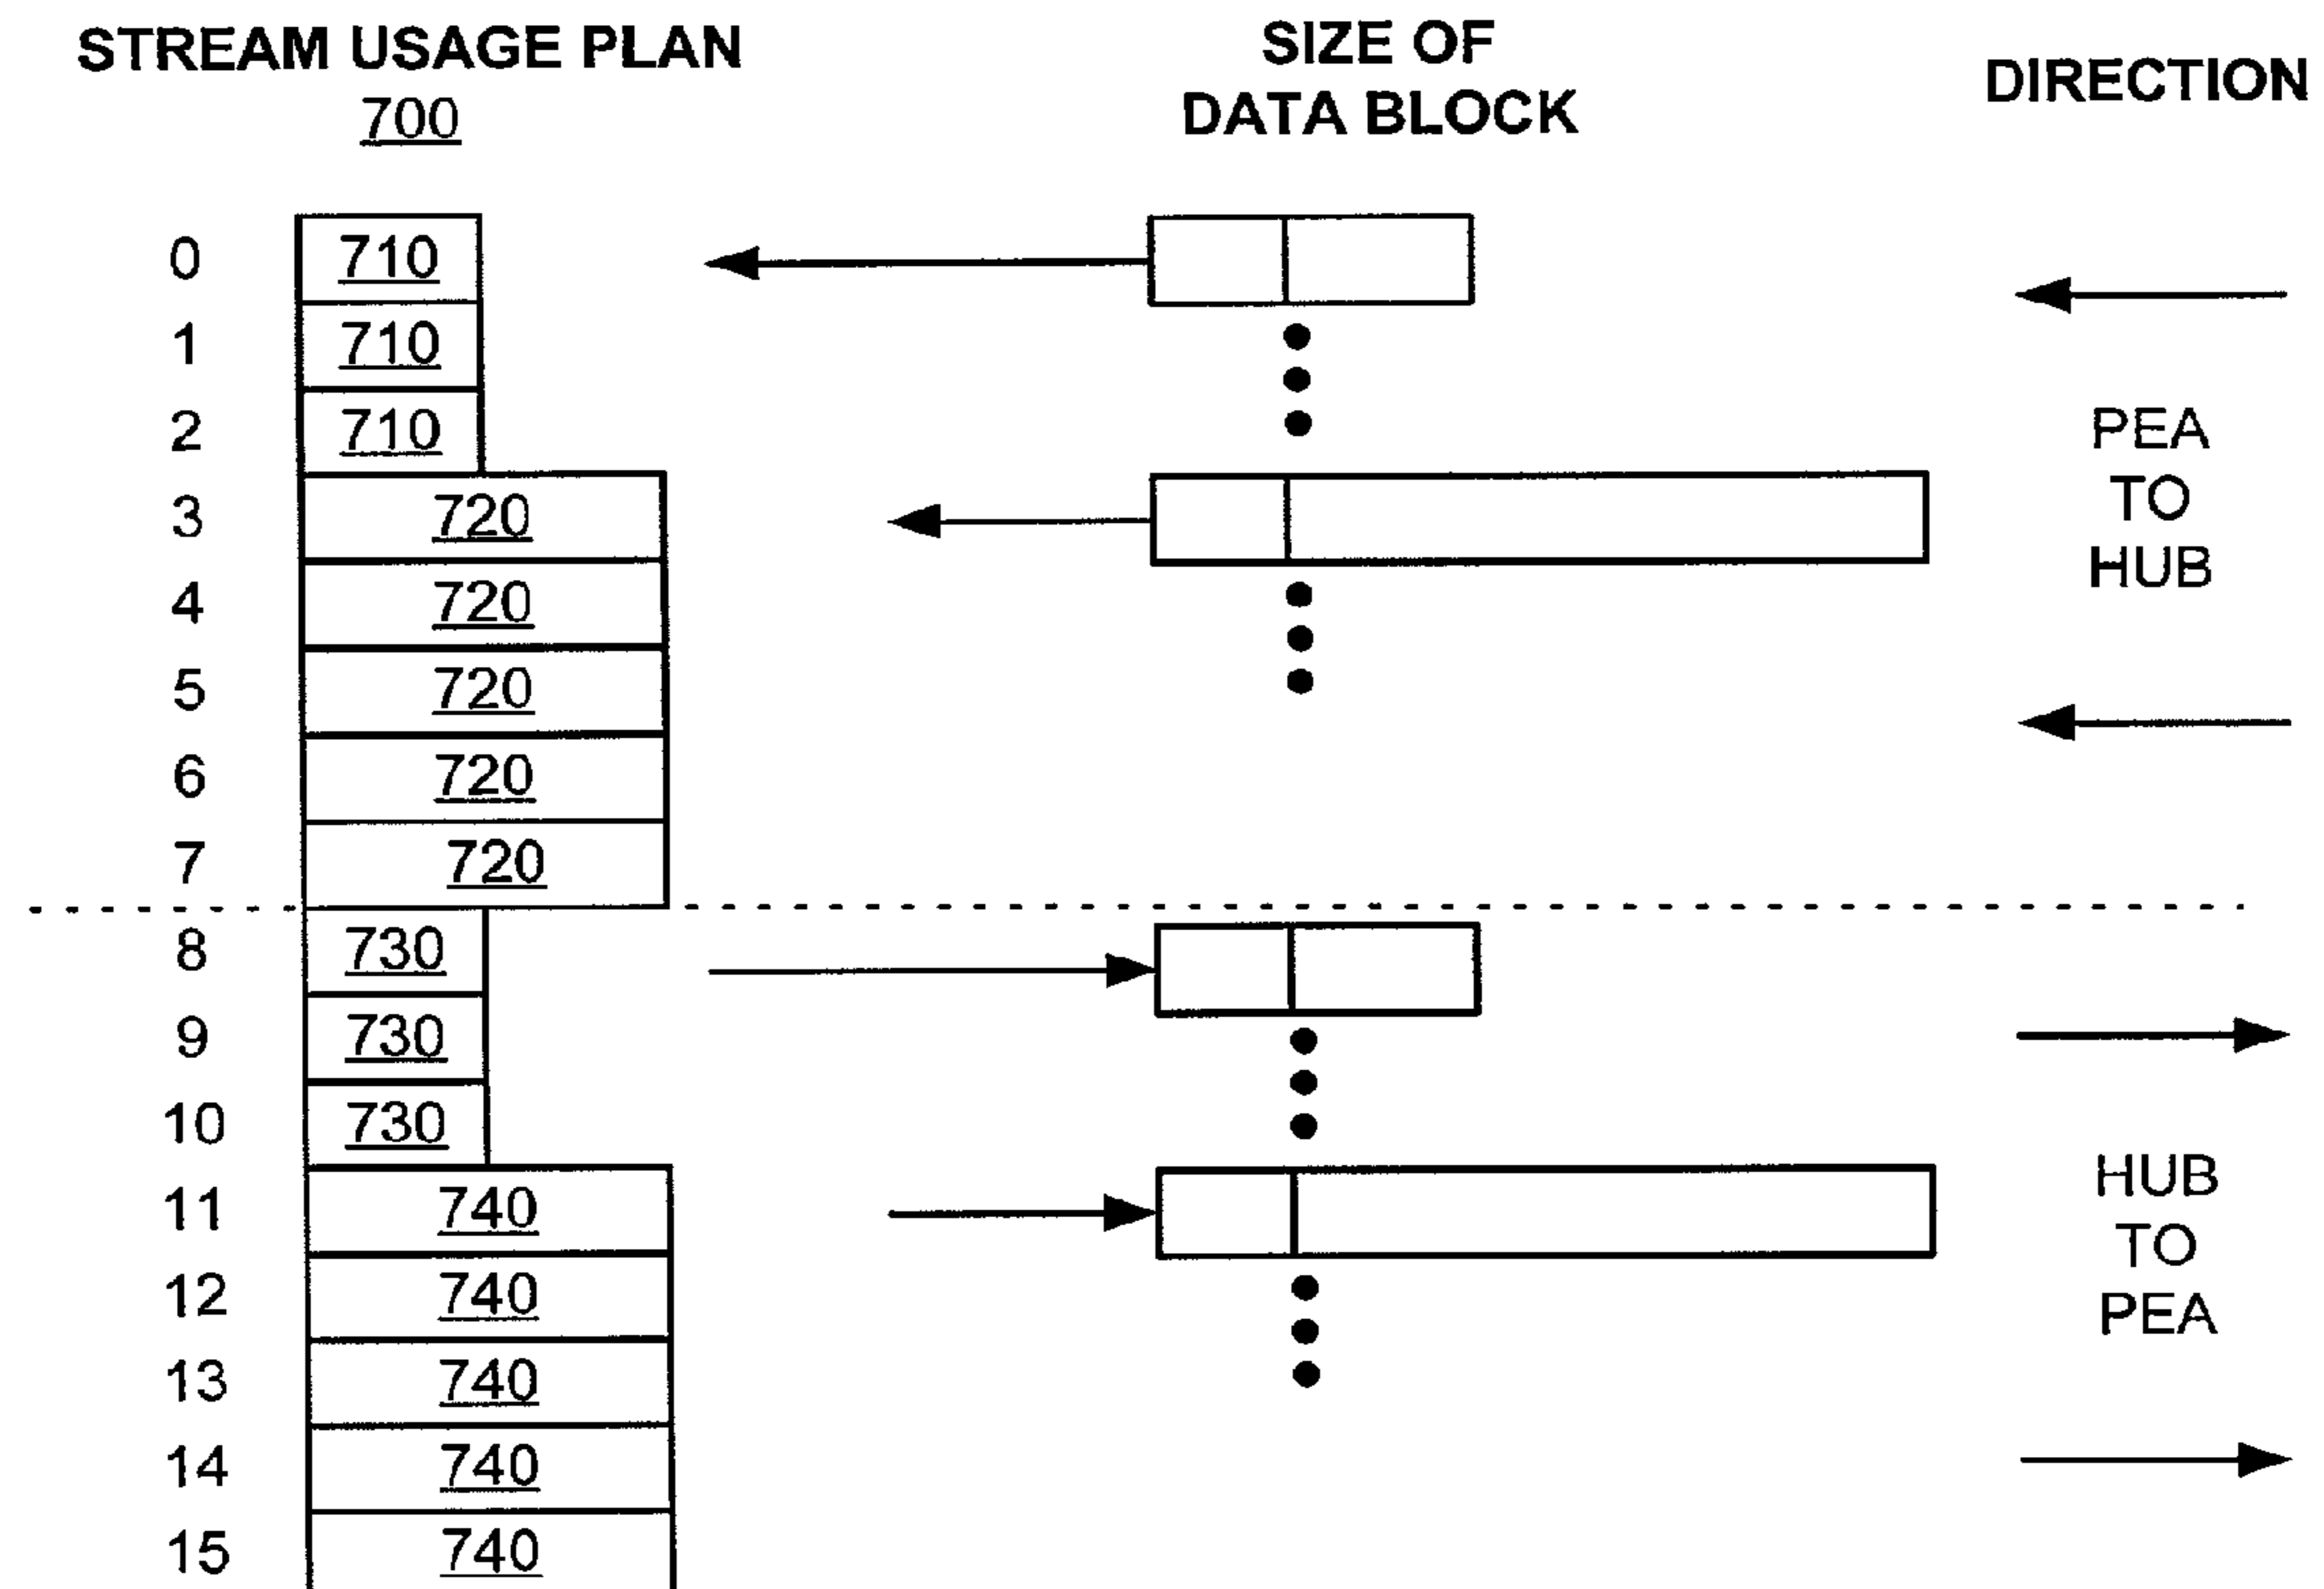 STREAM USAGE PLAN
700
SIZE OF
DATA BLOCK
DIRECTION
0 710
1 710
2 710
3 720
4 720
5 720
6 720
7 720
PEA
TO
HUB
8 730
9 730
10 730
11 740
12 740
13 740
14 740
15 740
HUB
TO
PEA